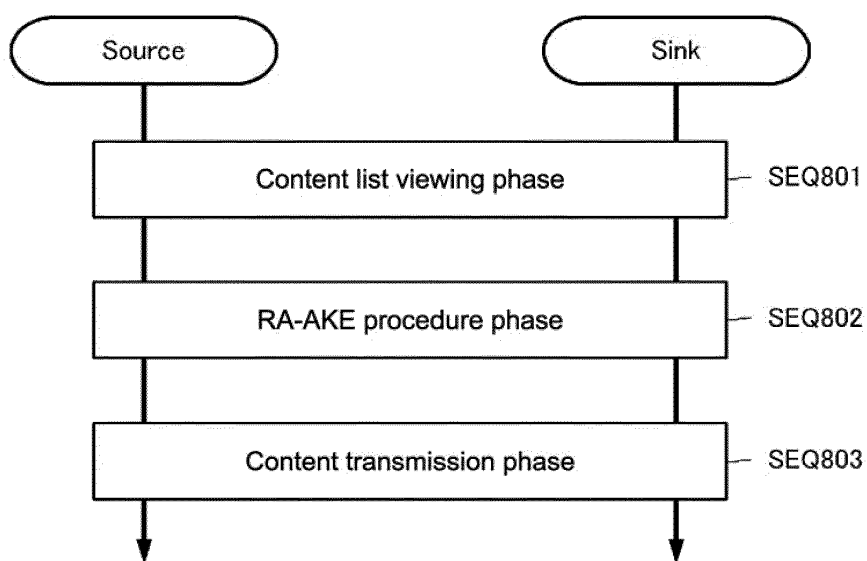 Source
Sink
Content list viewing phase
SEQ801
RA-AKE procedure phase
SEQ802
Content transmission phase
SEQ803